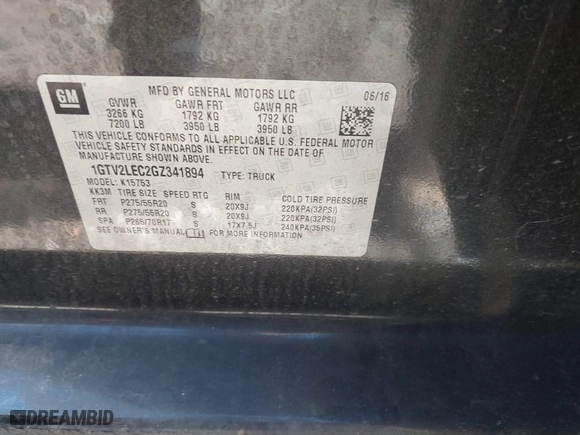 GM
MFD BY GENERAL MOTORS LLC 06/16
GVWR GAWR FRT GAWR RR
3266 KG 1792 KG 1792 KG
7200 LB 3950 LB 3950 LB
THIS VEHICLE CONFORMS TO ALL APPLICABLE U.S. FEDERAL MOTOR
VEHICLE SAFETY STANDARDS IN EFFECT ON THE DATE OF
MANUFACTURE SHOWN ABOVE.
1GTV2LEC2GZ341894 TYPE: TRUCK
MODEL: K15753
KK3M TIRE SIZE SPEED RTG RIM COLD TIRE PRESSURE
FRT P275/55R20 S 20X9J 220KPA(32PSI)
RR P275/55R20 S 20X9J 220KPA(32PSI)
SPA P265/70R17 S 17X7.5J 240KPA(35PSI)
SEE OWNER'S MANUAL FOR MORE INFORMATION.
DREAMBID